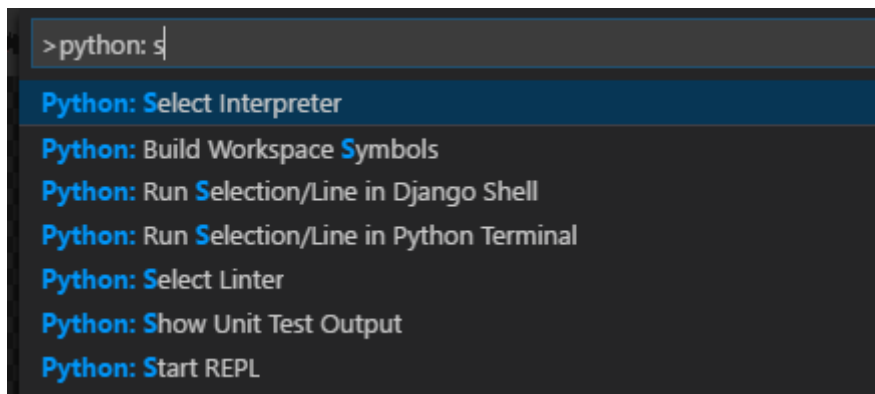 >python: s
Python: Select Interpreter
Python: Build Workspace Symbols
Python: Run Selection/Line in Django Shell
Python: Run Selection/Line in Python Terminal
Python: Select Linter
Python: Show Unit Test Output
Python: Start REPL